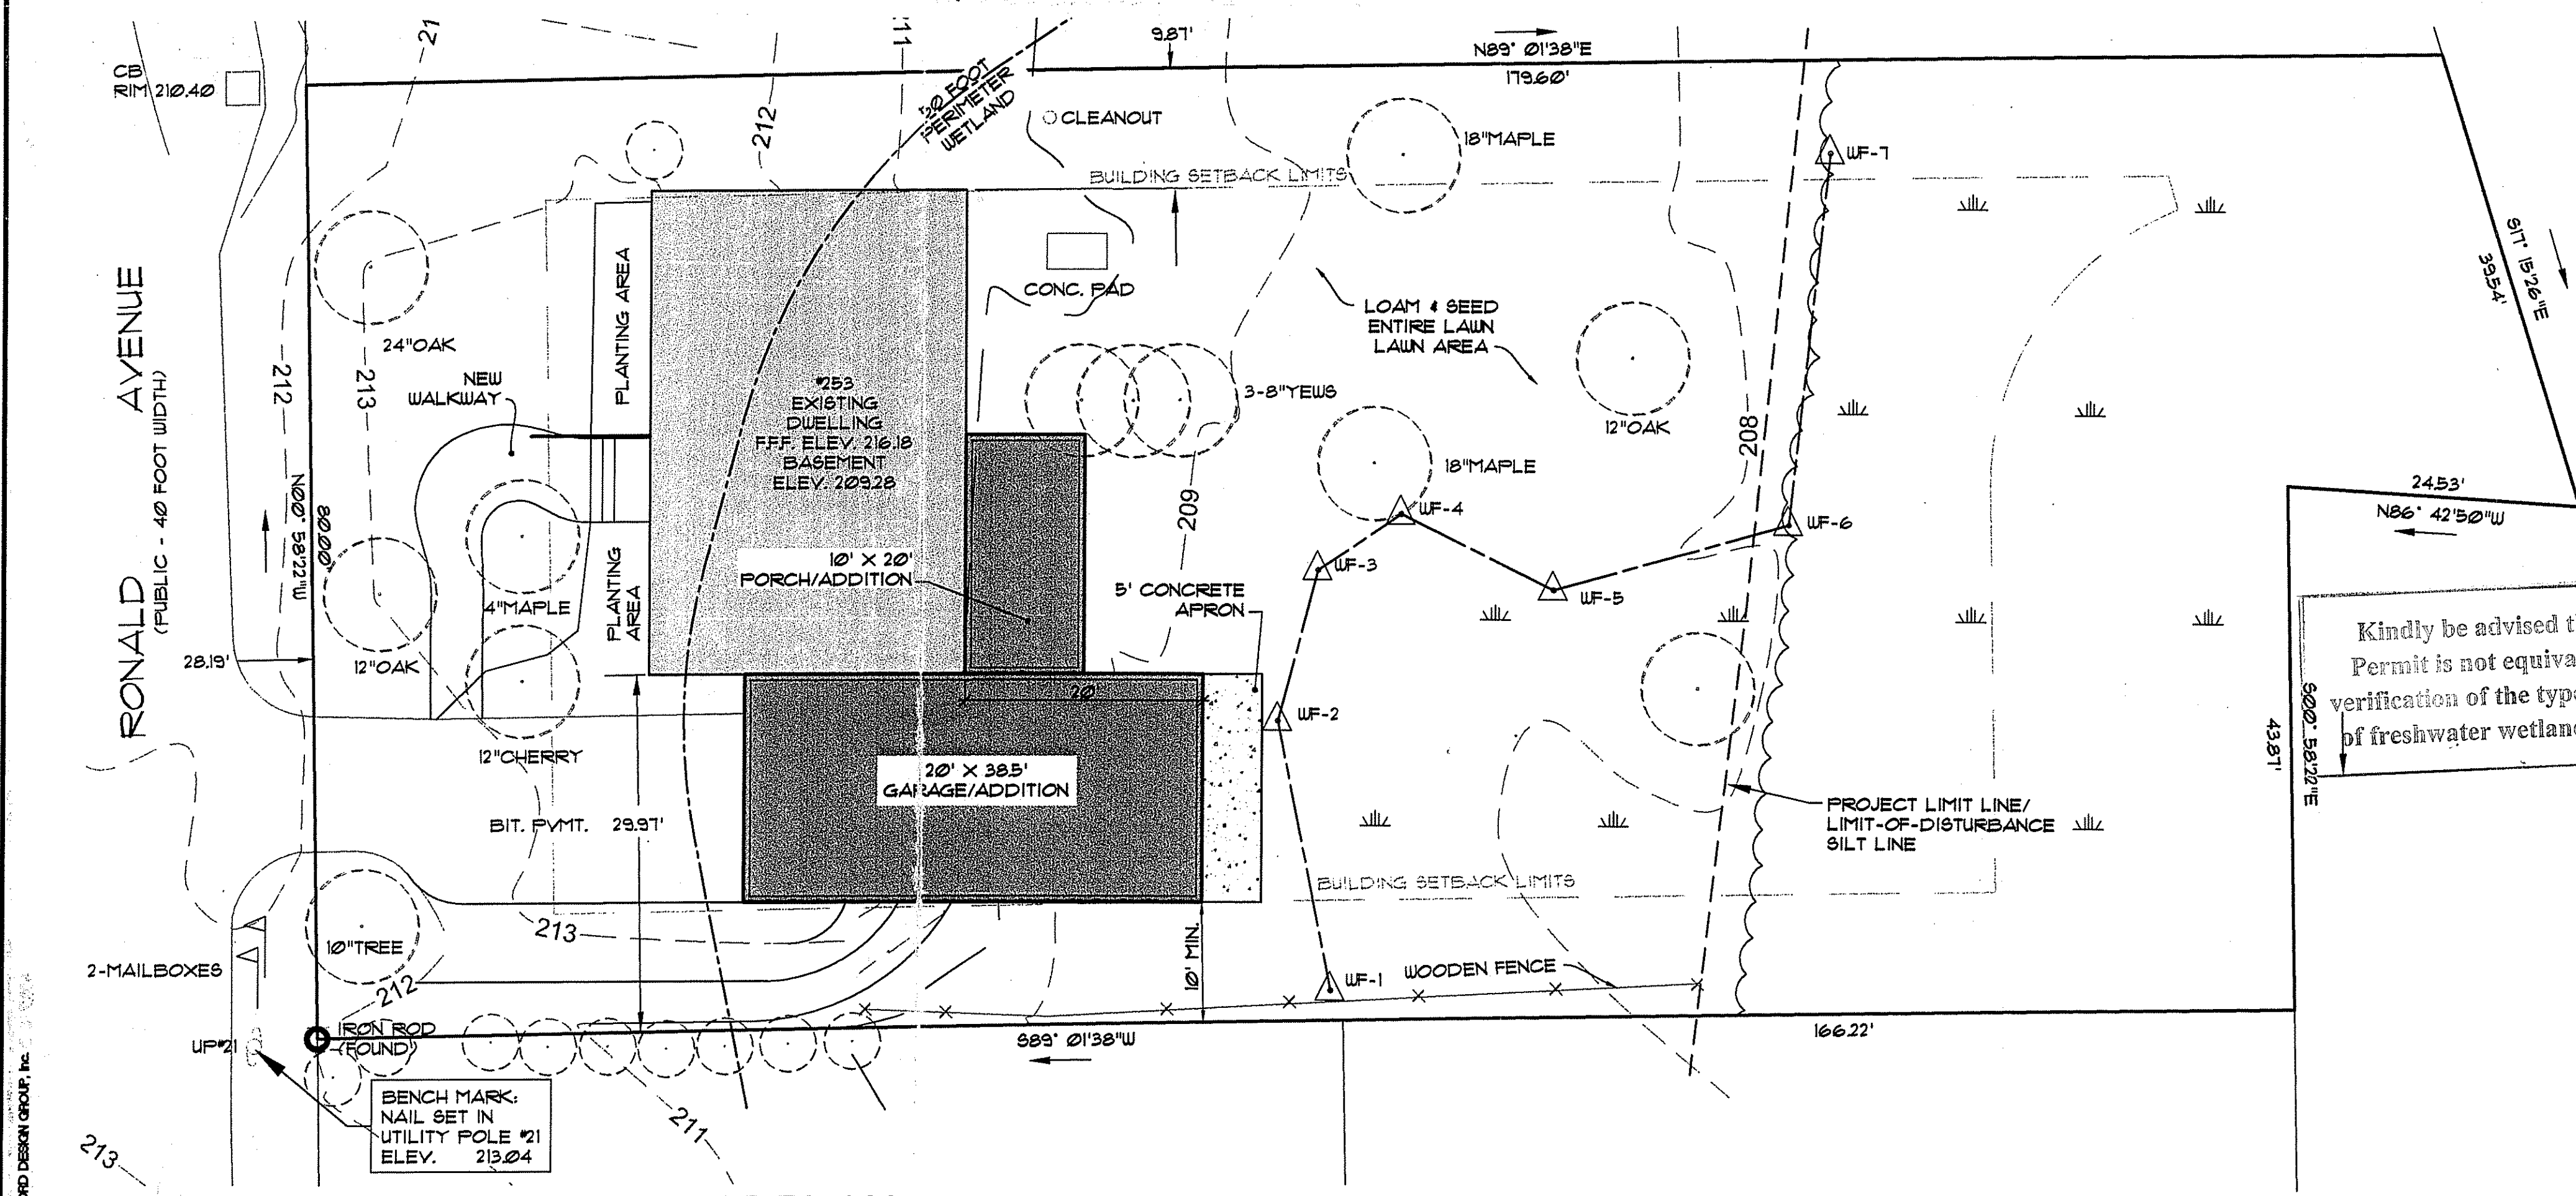 CB
RIM 210.40
21
11
212
9.87'
N89° 01'38"E
179.60'
PERIMETER
WETLAND
CLEANOUT
18"MAPLE
WF-7
BUILDING SETBACK LIMITS
RONALD AVENUE
(PUBLIC - 40 FOOT WIDTH)
24"OAK
212
213
NEW
WALKWAY
PLANTING AREA
#253
EXISTING
DWELLING
F.F.F. ELEV. 216.18
BASEMENT
ELEV. 209.28
CONC. PAD
LOAM & SEED
ENTIRE LAWN
LAWN AREA
3-8"YEWS
12"OAK
208
S17° 15'26"E
39.54'
24.53'
N86° 42'50"W
N00° 58'22"W
80.00'
18"MAPLE
WF-4
WF-6
209
WF-3
WF-5
10' X 20'
PORCH/ADDITION
5' CONCRETE
APRON
4"MAPLE
PLANTING
AREA
12"OAK
28.19'
20'
WF-2
12"CHERRY
20' X 38.5'
GARAGE/ADDITION
BIT. PVMT.
29.97'
PROJECT LIMIT LINE/
LIMIT-OF-DISTURBANCE
SILT LINE
BUILDING SETBACK LIMITS
Kindly be advised t
Permit is not equiva
verification of the type
of freshwater wetland
S00° 58'22"E
43.87'
10"TREE
213
2-MAILBOXES
212
10' MIN.
WF-1
WOODEN FENCE
IRON ROD
(FOUND)
UP#21
S89° 01'38"W
166.22'
BENCH MARK:
NAIL SET IN
UTILITY POLE #21
ELEV. 213.04
211
213
RD DESIGN GROUP, Inc.